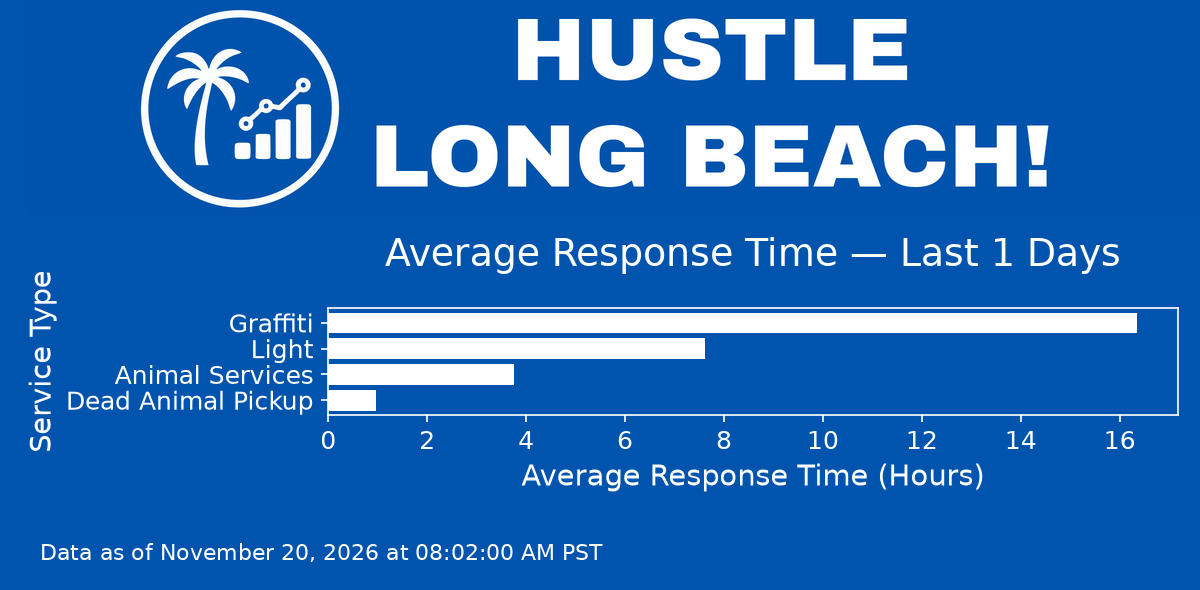 HUSTLE
LONG BEACH!
Average Response Time — Last 1 Days
Service Type
Graffiti
Light
Animal Services
Dead Animal Pickup
0 2 4 6 8 10 12 14 16
Average Response Time (Hours)
Data as of November 20, 2026 at 08:02:00 AM PST